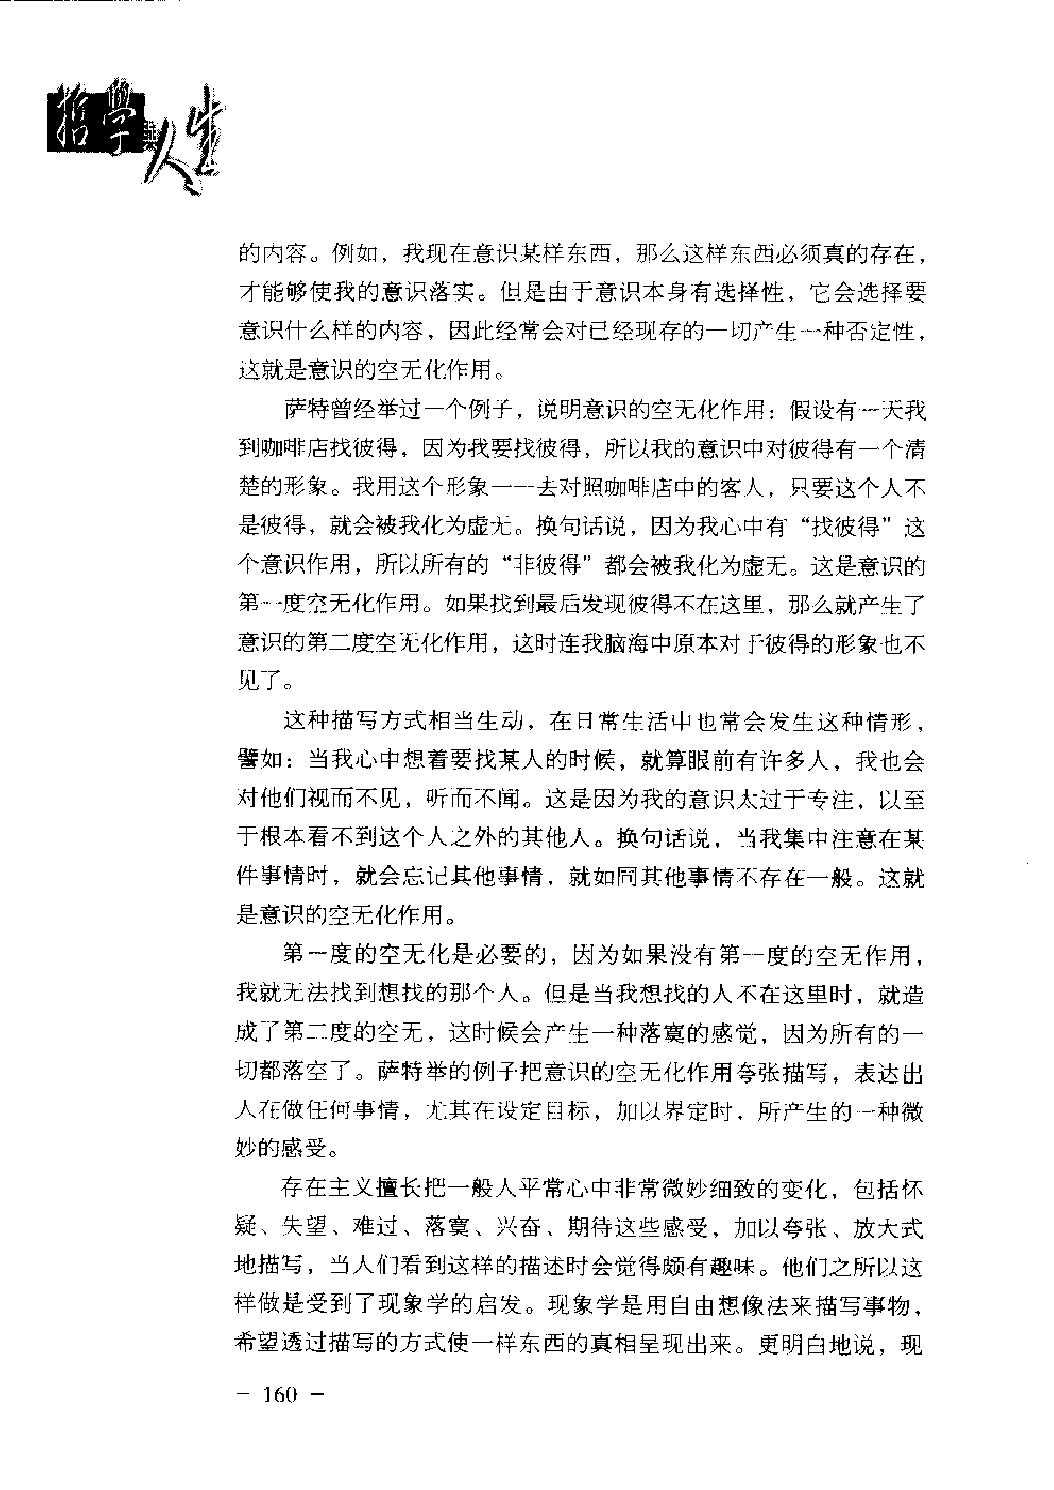 哲學與人生
的内容。例如，我现在意识某样东西，那么这样东西必须真的存在，
才能够使我的意识落实。但是由于意识本身有选择性，它会选择要
意识什么样的内容，因此经常会对已经现存的一切产生一种否定性，
这就是意识的空无化作用。
萨特曾经举过一个例子，说明意识的空无化作用：假设有一天我
到咖啡店找彼得，因为我要找彼得，所以我的意识中对彼得有一个清
楚的形象。我用这个形象一一去对照咖啡店中的客人，只要这个人不
是彼得，就会被我化为虚无。换句话说，因为我心中有“找彼得”这
个意识作用，所以所有的“非彼得”都会被我化为虚无。这是意识的
第一度空无化作用。如果找到最后发现彼得不在这里，那么就产生了
意识的第二度空无化作用，这时连我脑海中原本对于彼得的形象也不
见了。
这种描写方式相当生动，在日常生活中也常会发生这种情形，
譬如：当我心中想着要找某人的时候，就算眼前有许多人，我也会
对他们视而不见，听而不闻。这是因为我的意识太过于专注，以至
于根本看不到这个人之外的其他人。换句话说，当我集中注意在某
件事情时，就会忘记其他事情，就如同其他事情不存在一般。这就
是意识的空无化作用。
第一度的空无化是必要的，因为如果没有第一度的空无作用，
我就无法找到想找的那个人。但是当我想找的人不在这里时，就造
成了第二度的空无，这时候会产生一种落寞的感觉，因为所有的一
切都落空了。萨特举的例子把意识的空无化作用夸张描写，表达出
人在做任何事情，尤其在设定目标，加以界定时，所产生的一种微
妙的感受。
存在主义擅长把一般人平常心中非常微妙细致的变化，包括怀
疑、失望、难过、落寞、兴奋、期待这些感受，加以夸张、放大式
地描写，当人们看到这样的描述时会觉得颇有趣味。他们之所以这
样做是受到了现象学的启发。现象学是用自由想像法来描写事物，
希望透过描写的方式使一样东西的真相呈现出来。更明白地说，现
- 160 -